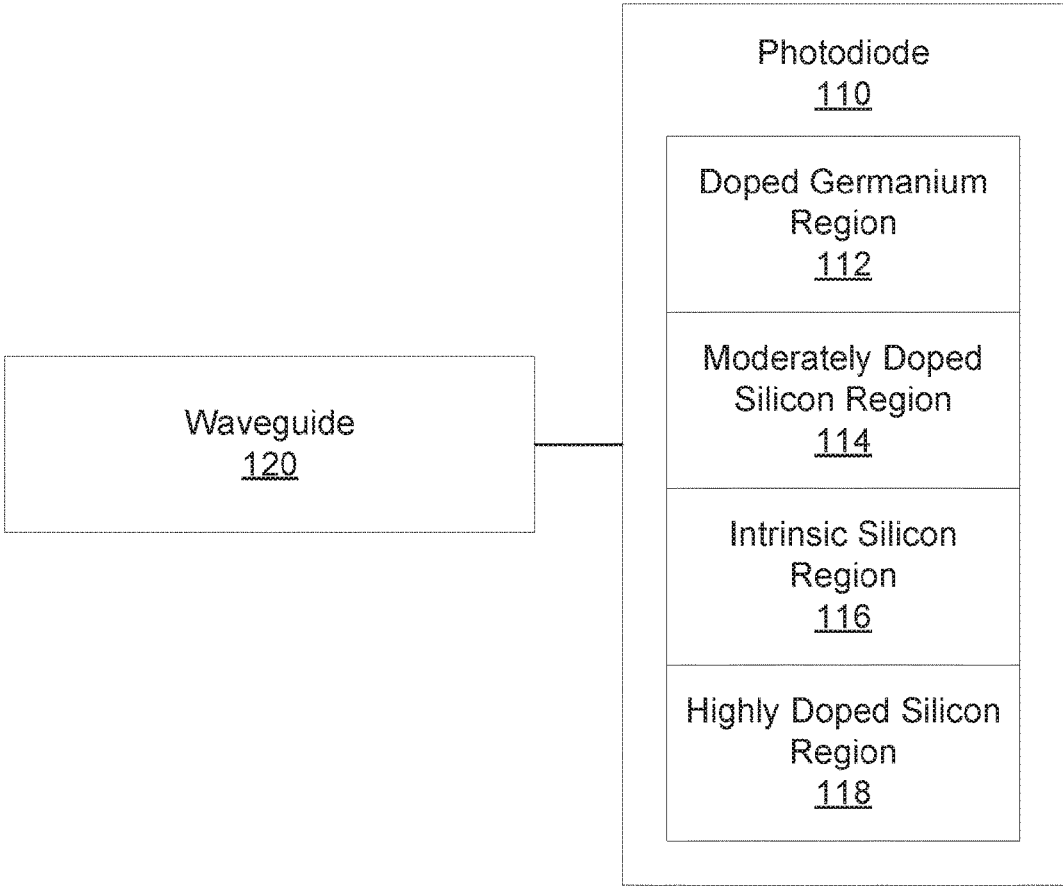 Photodiode
110
Doped Germanium
Region
112
Moderately Doped
Silicon Region
114
Waveguide
120
Intrinsic Silicon
Region
116
Highly Doped Silicon
Region
118